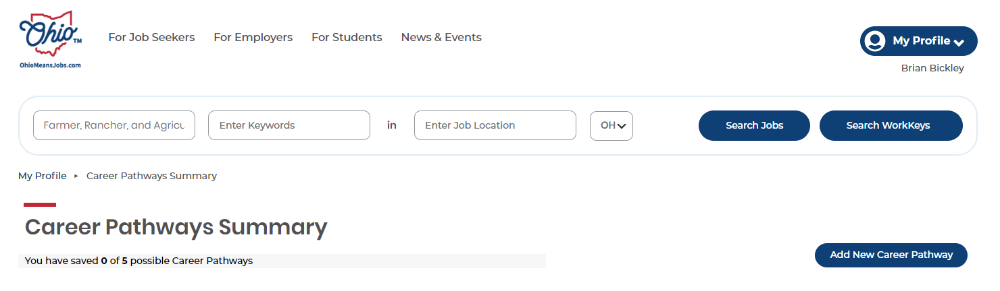 Ohio™
OhioMeansJobs.com
For Job Seekers For Employers For Students News & Events
My Profile
Brian Bickley
Farmer, Rancher, and Agricu Enter Keywords in Enter Job Location OH Search Jobs Search WorkKeys
My Profile ▸ Career Pathways Summary
Career Pathways Summary
You have saved 0 of 5 possible Career Pathways
Add New Career Pathway